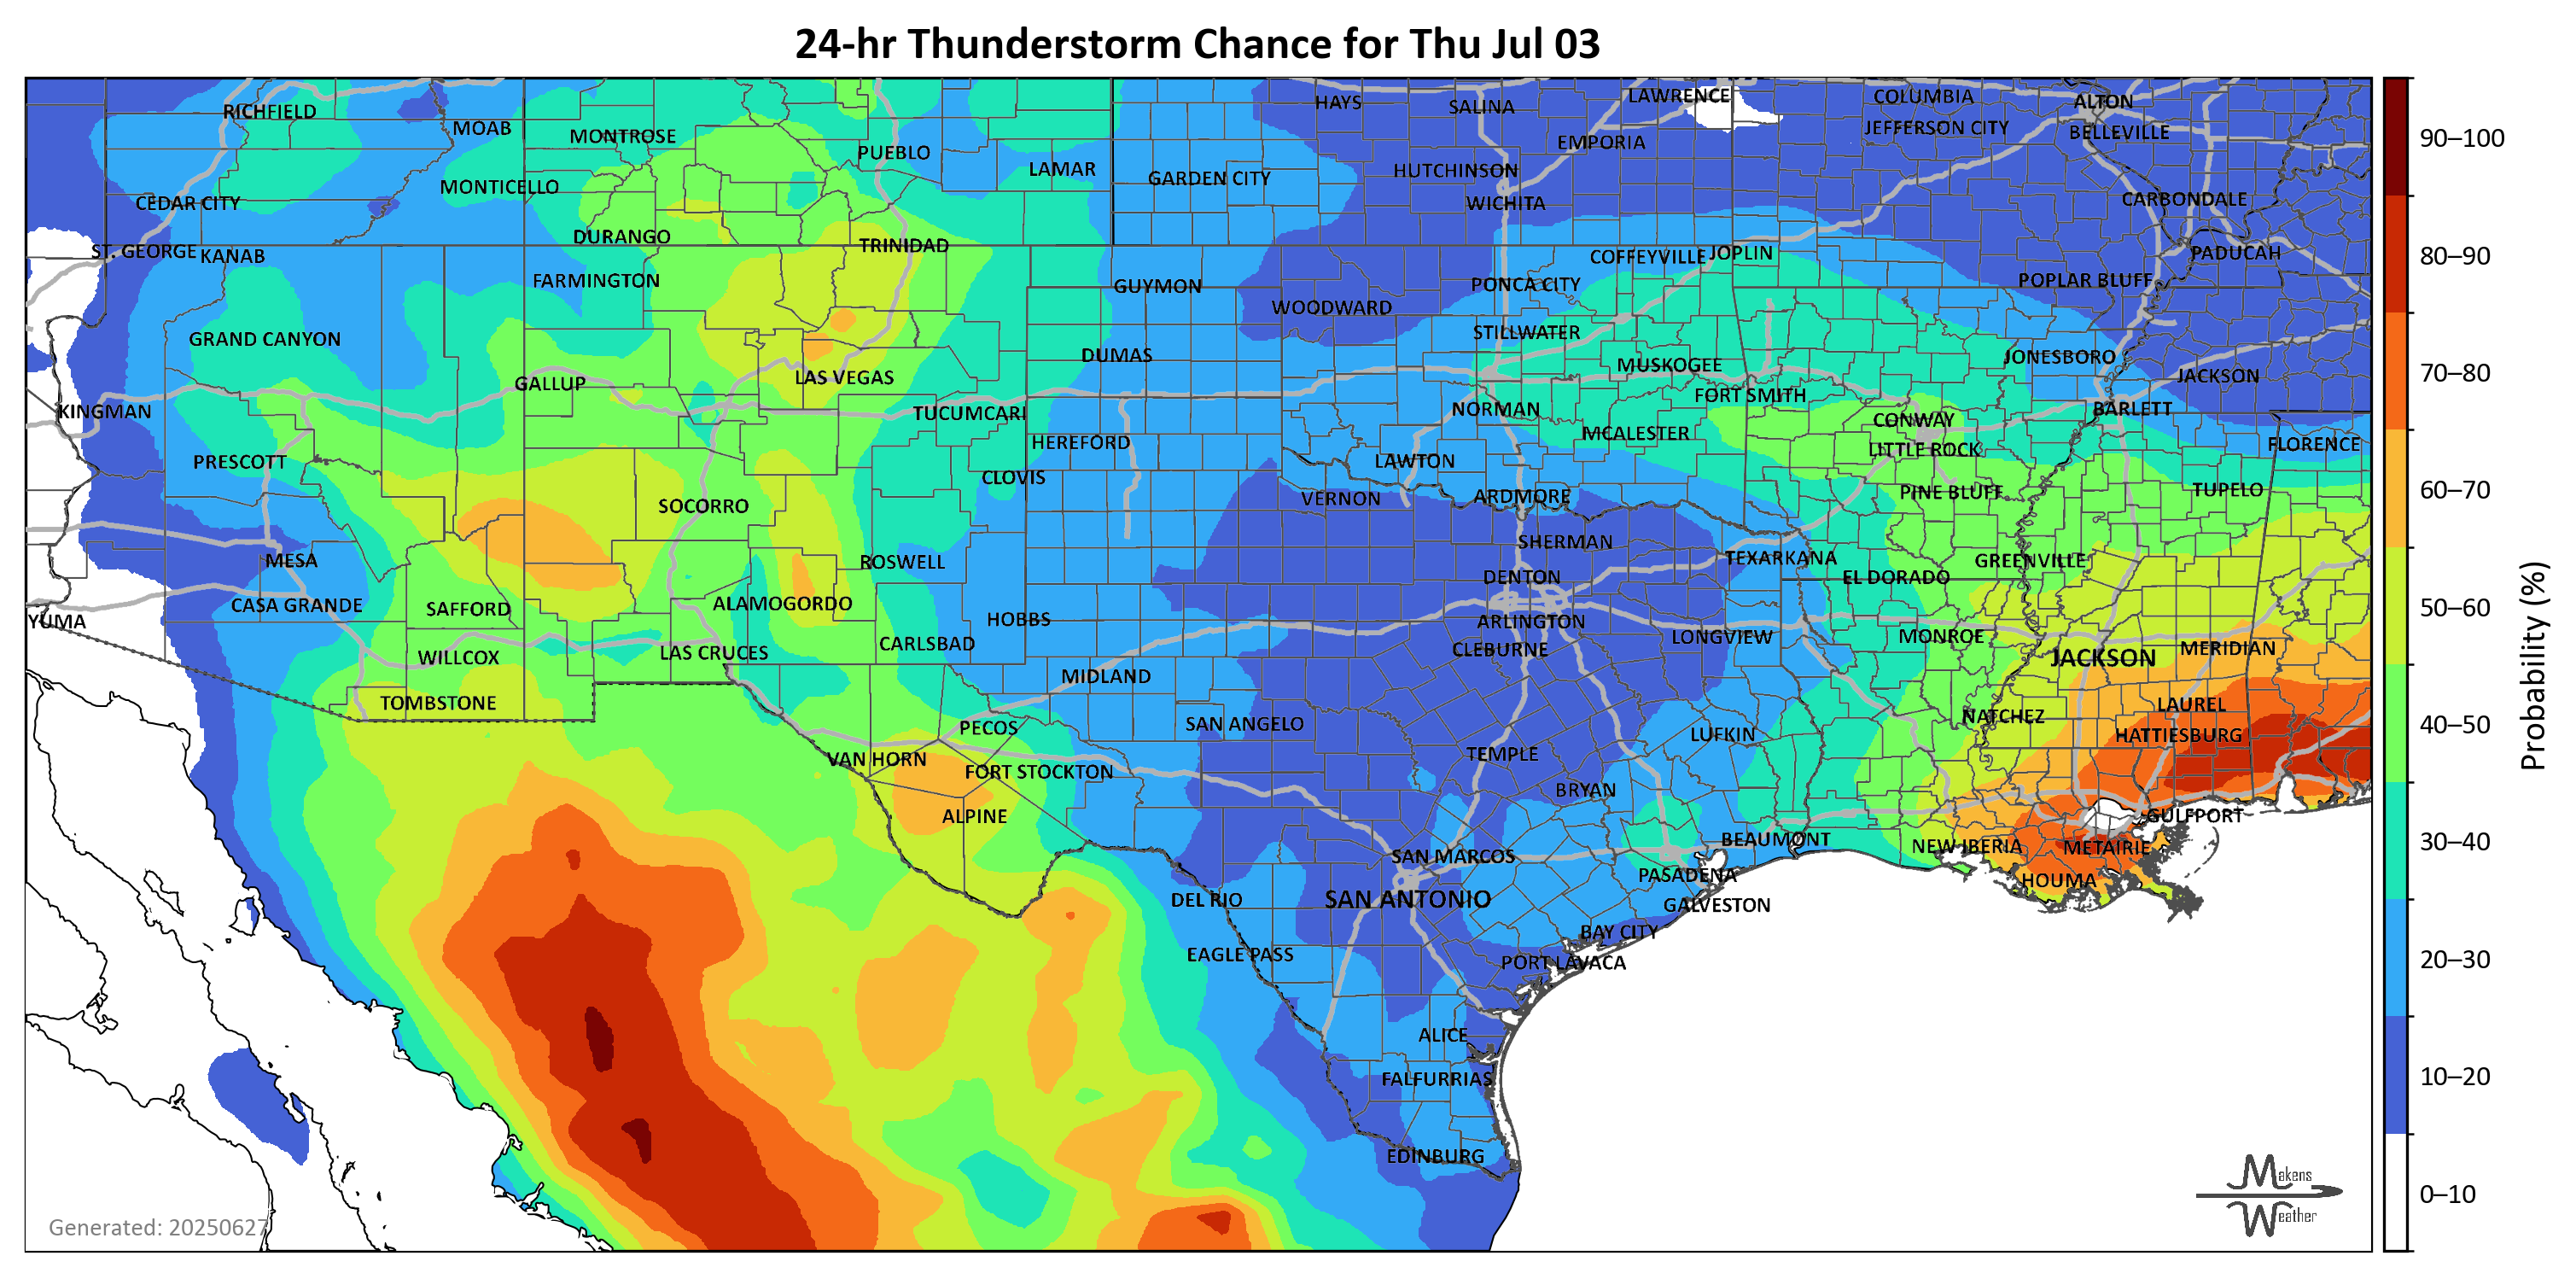 24-hr Thunderstorm Chance for Thu Jul 03
RICHFIELD
MOAB
MONTROSE
PUEBLO
LAMAR
GARDEN CITY
HAYS
SALINA
LAWRENCE
COLUMBIA
ALTON
JEFFERSON CITY
BELLEVILLE
EMPORIA
HUTCHINSON
MONTICELLO
CEDAR CITY
WICHITA
CARBONDALE
DURANGO
TRINIDAD
ST. GEORGE
KANAB
COFFEYVILLE
JOPLIN
PADUCAH
FARMINGTON
GUYMON
PONCA CITY
POPLAR BLUFF
WOODWARD
GRAND CANYON
STILLWATER
DUMAS
MUSKOGEE
JONESBORO
GALLUP
LAS VEGAS
JACKSON
FORT SMITH
KINGMAN
TUCUMCARI
NORMAN
BARLETT
CONWAY
HEREFORD
MCALESTER
LITTLE ROCK
FLORENCE
PRESCOTT
LAWTON
CLOVIS
SOCORRO
VERNON
ARDMORE
PINE BLUFF
TUPELO
SHERMAN
MESA
ROSWELL
TEXARKANA
GREENVILLE
DENTON
EL DORADO
CASA GRANDE
SAFFORD
ALAMOGORDO
YUMA
HOBBS
ARLINGTON
CARLSBAD
CLEBURNE
LONGVIEW
MONROE
WILLCOX
LAS CRUCES
JACKSON
MERIDIAN
MIDLAND
TOMBSTONE
LAUREL
PECOS
SAN ANGELO
NATCHEZ
LUFKIN
HATTIESBURG
VAN HORN
TEMPLE
FORT STOCKTON
BRYAN
ALPINE
GULFPORT
BEAUMONT
NEW IBERIA
METAIRIE
SAN MARCOS
PASADENA
HOUMA
DEL RIO
SAN ANTONIO
GALVESTON
BAY CITY
EAGLE PASS
PORT LAVACA
ALICE
FALFURRIAS
EDINBURG
Generated: 20250627
Makens
Weather
90–100
80–90
70–80
60–70
50–60
40–50
30–40
20–30
10–20
0–10
Probability (%)